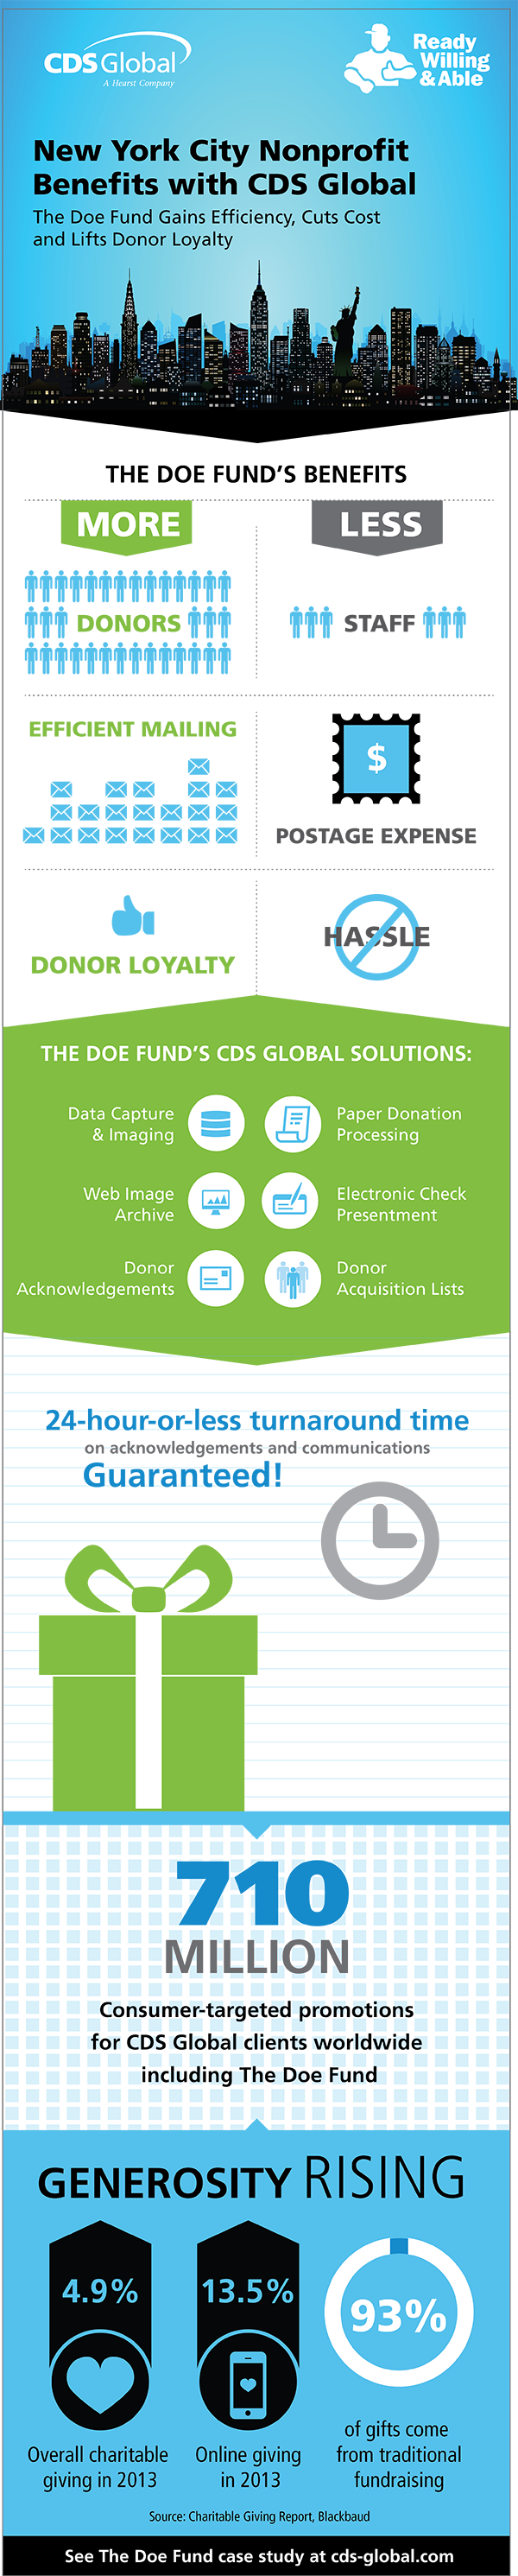 CDS Global
A Hearst Company
Ready
Willing
& Able
New York City Nonprofit
Benefits with CDS Global
The Doe Fund Gains Efficiency, Cuts Cost
and Lifts Donor Loyalty
THE DOE FUND'S BENEFITS
MORE
LESS
DONORS
STAFF
EFFICIENT MAILING
$
POSTAGE EXPENSE
DONOR LOYALTY
HASSLE
THE DOE FUND'S CDS GLOBAL SOLUTIONS:
Data Capture
& Imaging
Paper Donation
Processing
Web Image
Archive
Electronic Check
Presentment
Donor
Acknowledgements
Donor
Acquisition Lists
24-hour-or-less turnaround time
on acknowledgements and communications
Guaranteed!
710
MILLION
Consumer-targeted promotions
for CDS Global clients worldwide
including The Doe Fund
GENEROSITY RISING
4.9%
Overall charitable
giving in 2013
13.5%
Online giving
in 2013
93%
of gifts come
from traditional
fundraising
Source: Charitable Giving Report, Blackbaud
See The Doe Fund case study at cds-global.com